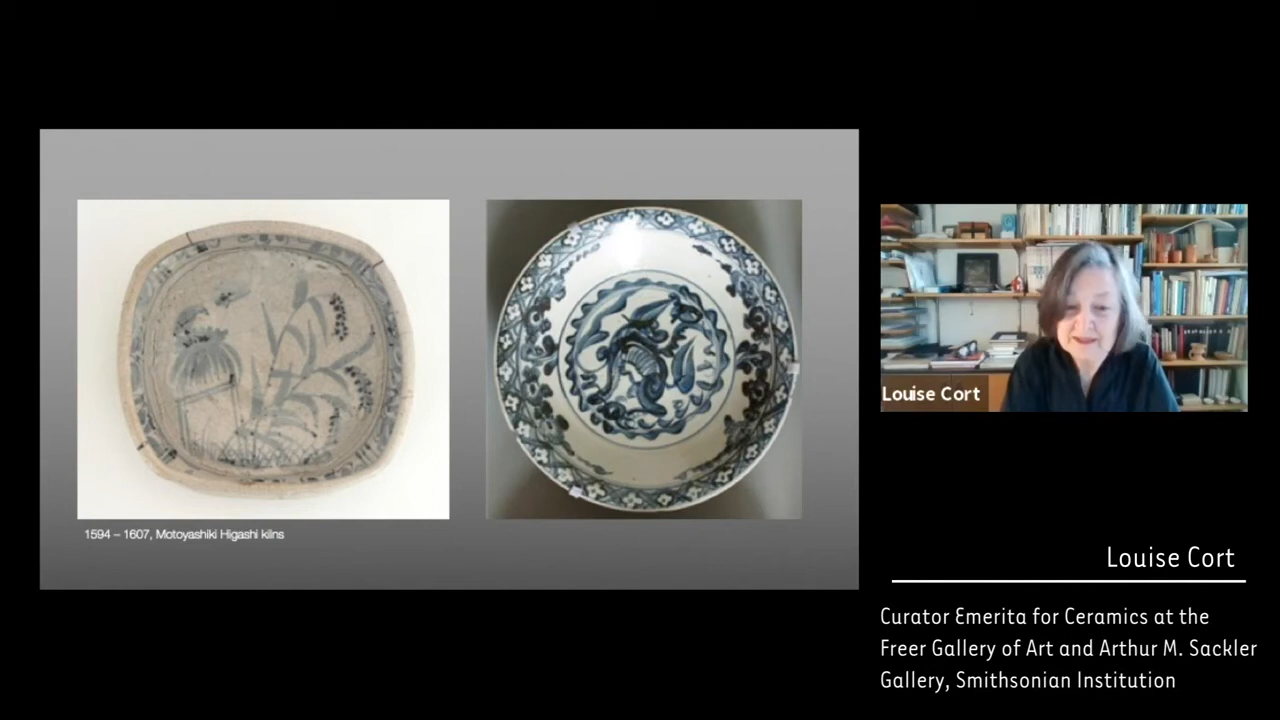 1594 – 1607, Motoyashiki Higashi kilns
Louise Cort
Louise Cort
Curator Emerita for Ceramics at the
Freer Gallery of Art and Arthur M. Sackler
Gallery, Smithsonian Institution